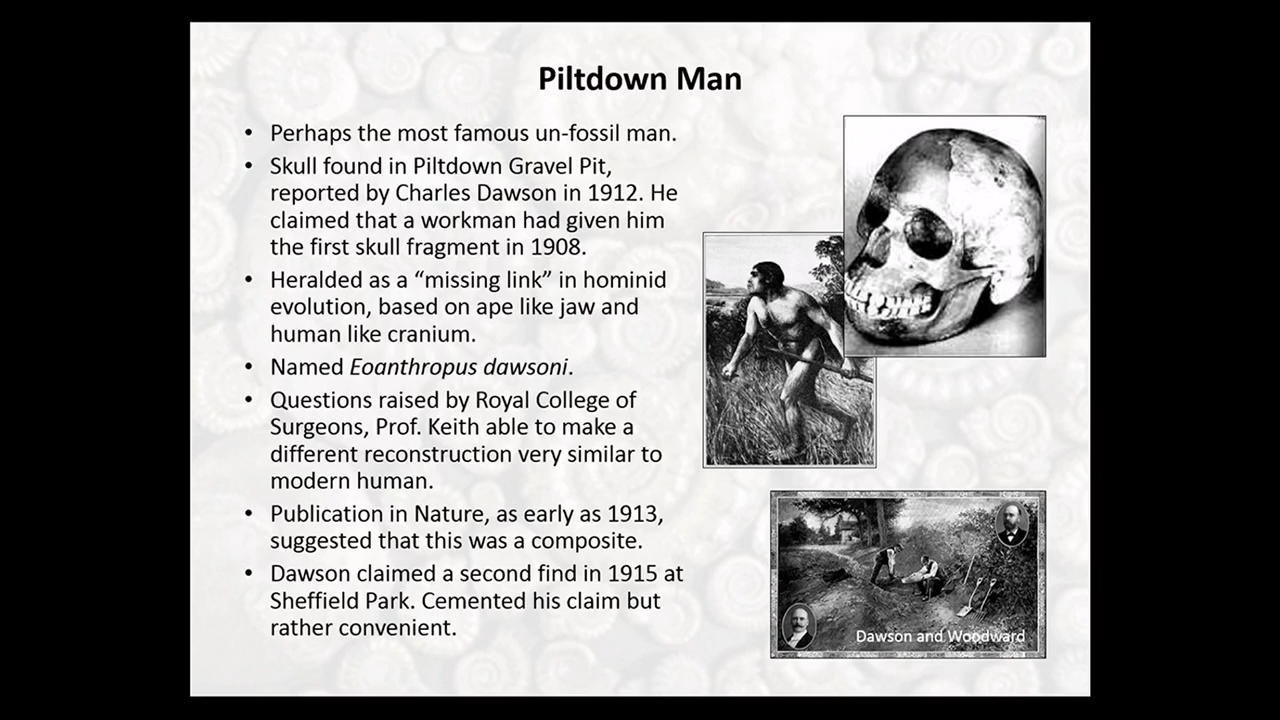 Piltdown Man
• Perhaps the most famous un-fossil man.
• Skull found in Piltdown Gravel Pit,
reported by Charles Dawson in 1912. He
claimed that a workman had given him
the first skull fragment in 1908.
• Heralded as a “missing link” in hominid
evolution, based on ape like jaw and
human like cranium.
• Named Eoanthropus dawsoni.
• Questions raised by Royal College of
Surgeons, Prof. Keith able to make a
different reconstruction very similar to
modern human.
• Publication in Nature, as early as 1913,
suggested that this was a composite.
• Dawson claimed a second find in 1915 at
Sheffield Park. Cemented his claim but
rather convenient.
Dawson and Woodward